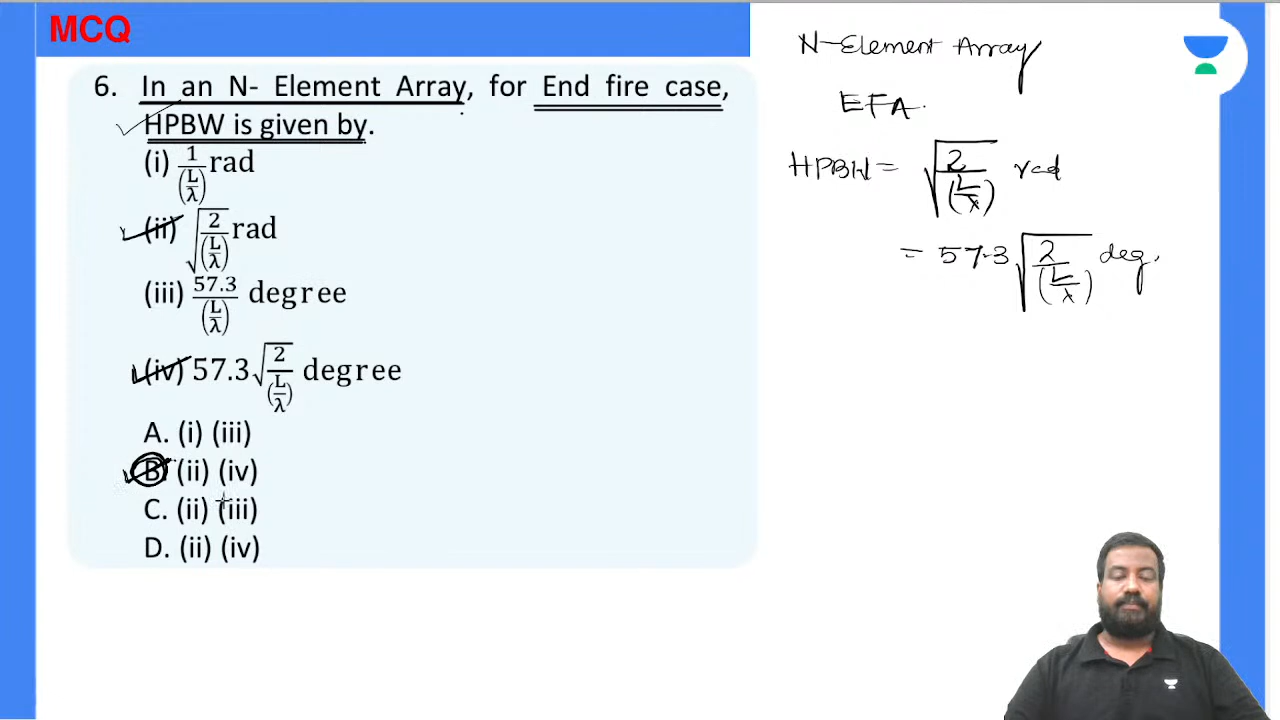 MCQ
6. In an N- Element Array, for End fire case,
HPBW is given by.
(i) 1/(L/λ) rad
(ii) √(2/(L/λ)) rad
(iii) 57.3/(L/λ) degree
(iv) 57.3√(2/(L/λ)) degree
A. (i) (iii)
B. (ii) (iv)
C. (ii) (iii)
D. (ii) (iv)
N-Element Array
EFA.
HPBW = √(2/(L/λ)) rad
= 57.3 √(2/(L/λ)) deg.